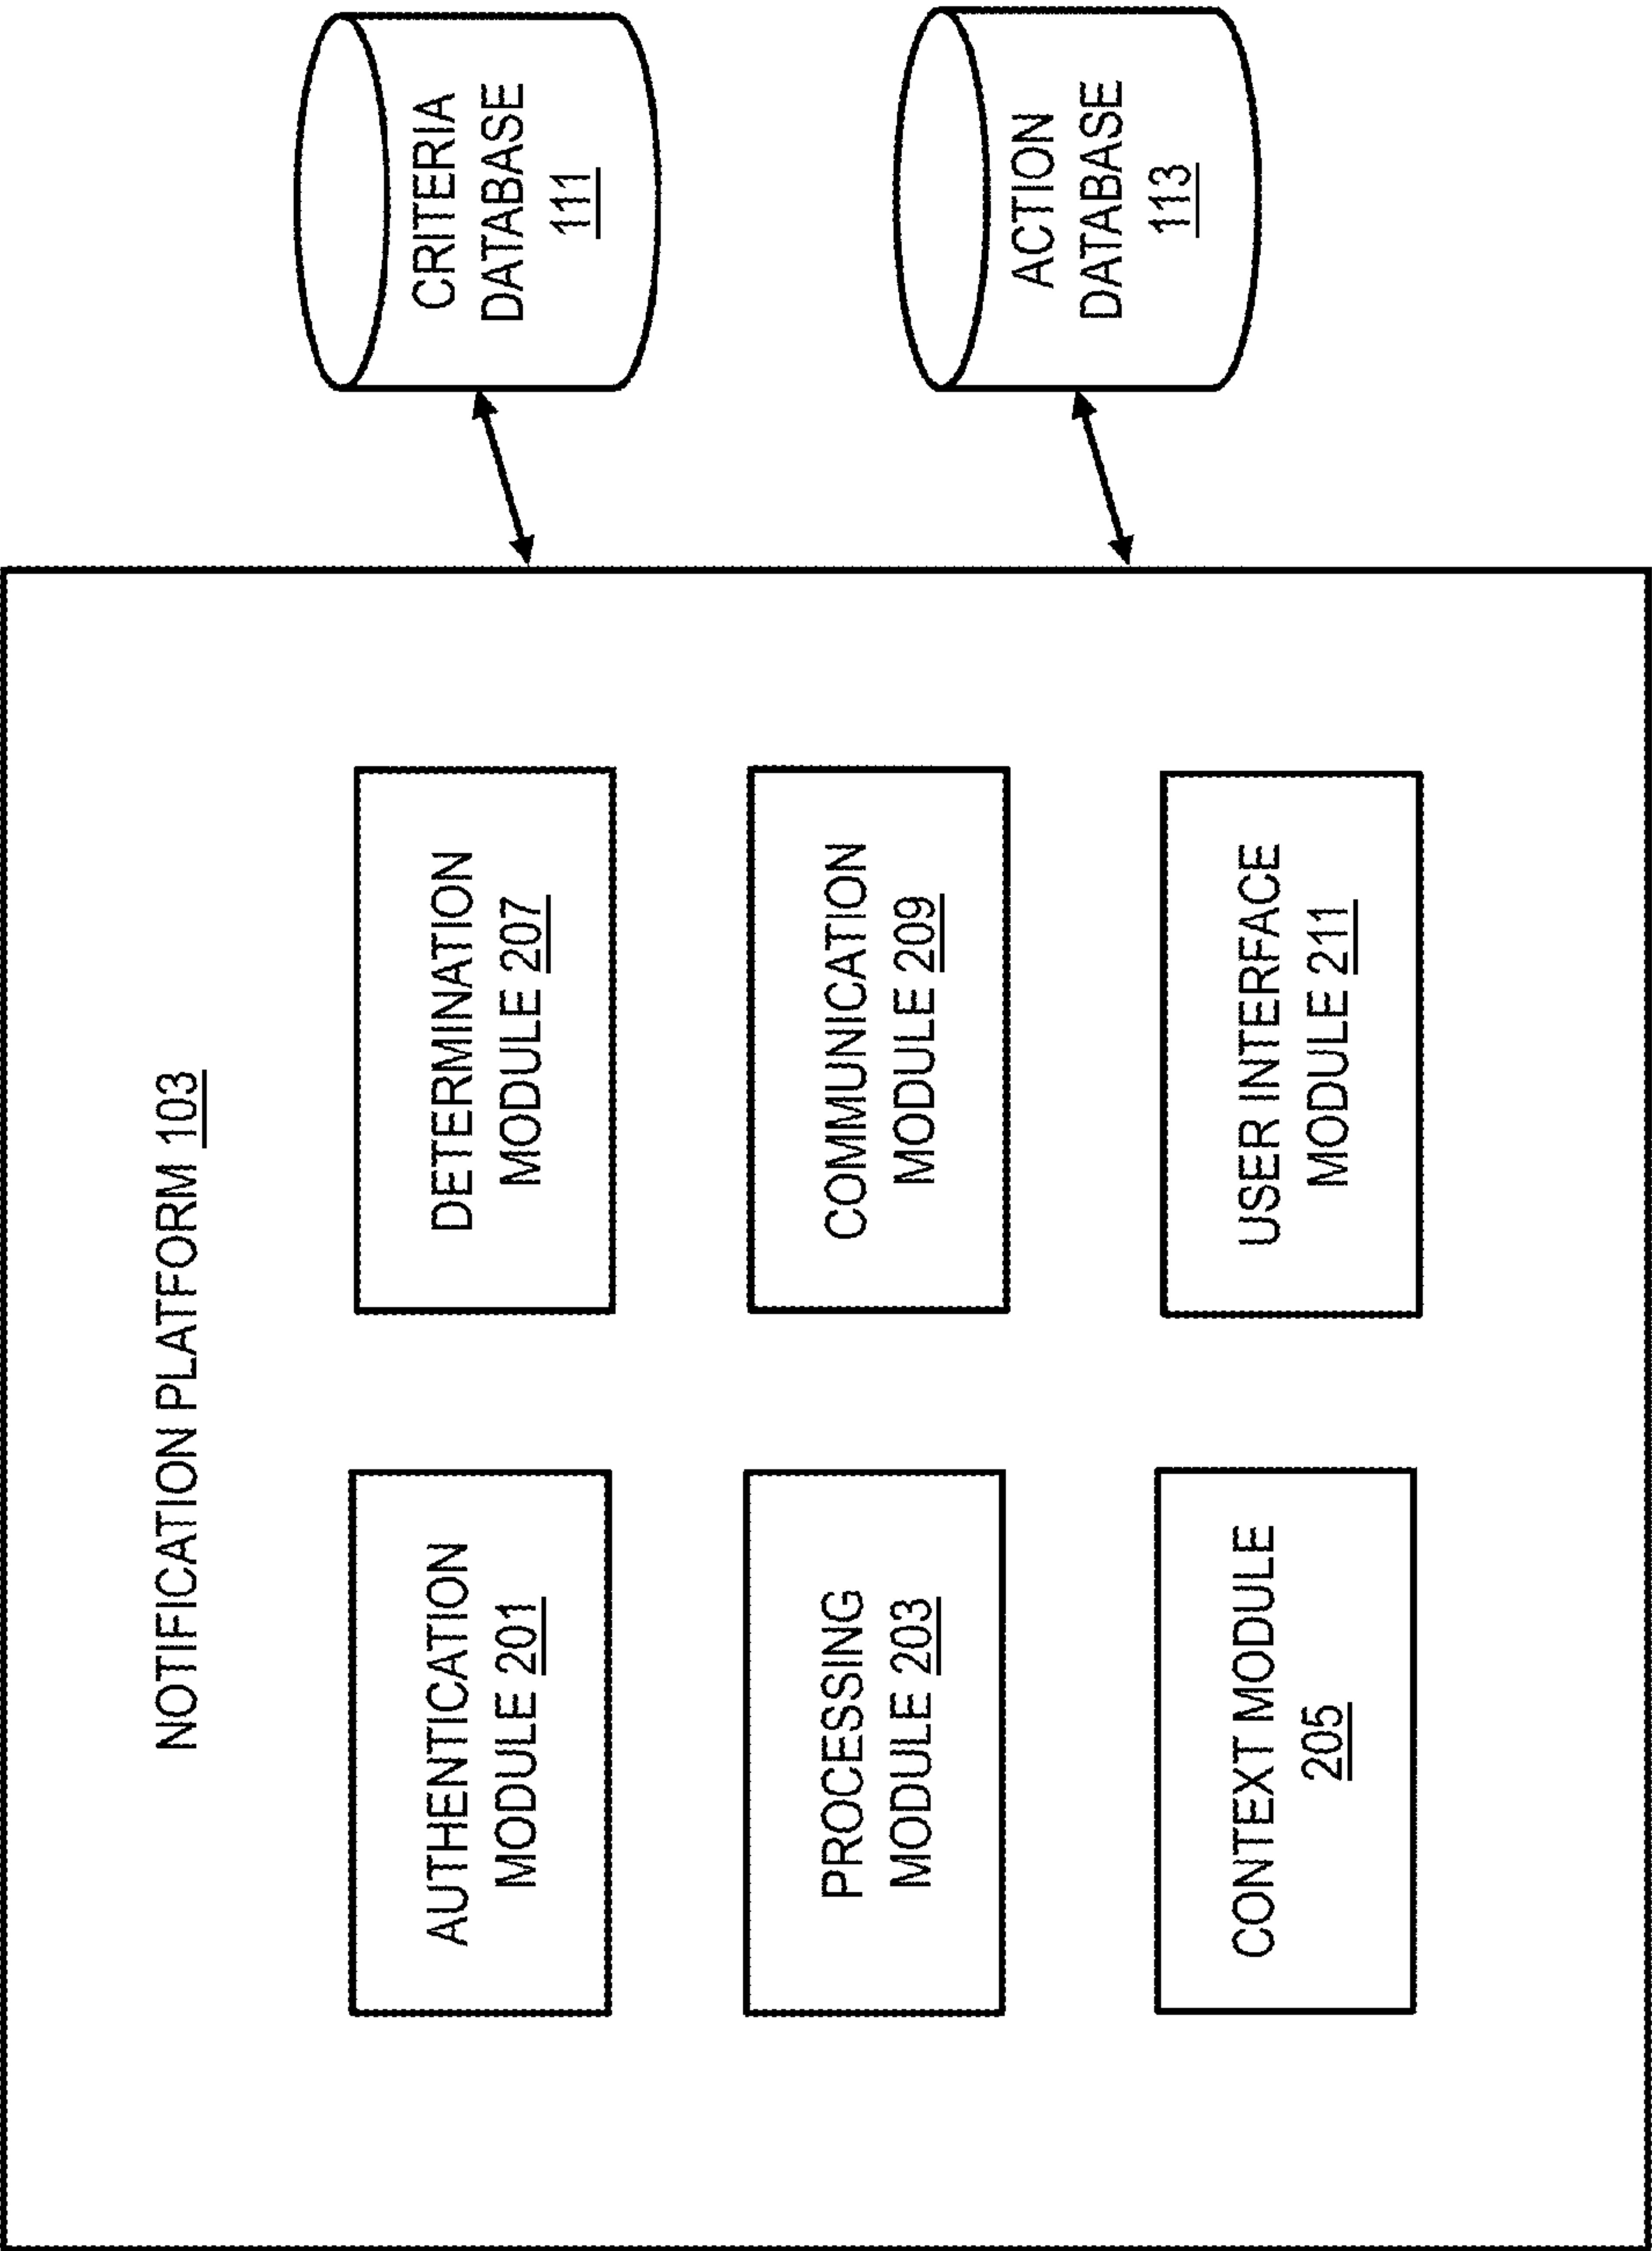 NOTIFICATION PLATFORM 103
AUTHENTICATION
MODULE 201
DETERMINATION
MODULE 207
PROCESSING
MODULE 203
COMMUNICATION
MODULE 209
CONTEXT MODULE
205
USER INTERFACE
MODULE 211
CRITERIA
DATABASE
111
ACTION
DATABASE
113